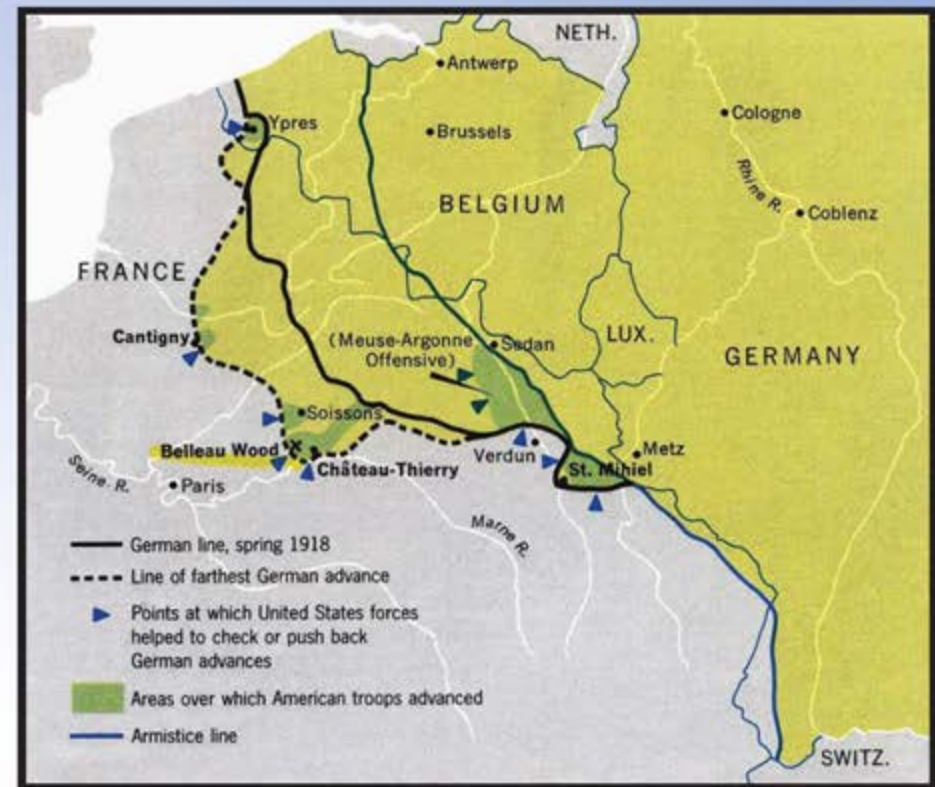 NETH.
Antwerp
Cologne
Ypres
Brussels
Rhine R.
BELGIUM
Coblenz
FRANCE
Cantigny
(Meuse-Argonne
Offensive)
Sedan
LUX.
GERMANY
Soissons
Belleau Wood
Verdun
Metz
Château-Thierry
St. Mihiel
Seine R.
Paris
Marne R.
German line, spring 1918
Line of farthest German advance
Points at which United States forces
helped to check or push back
German advances
Areas over which American troops advanced
Armistice line
SWITZ.